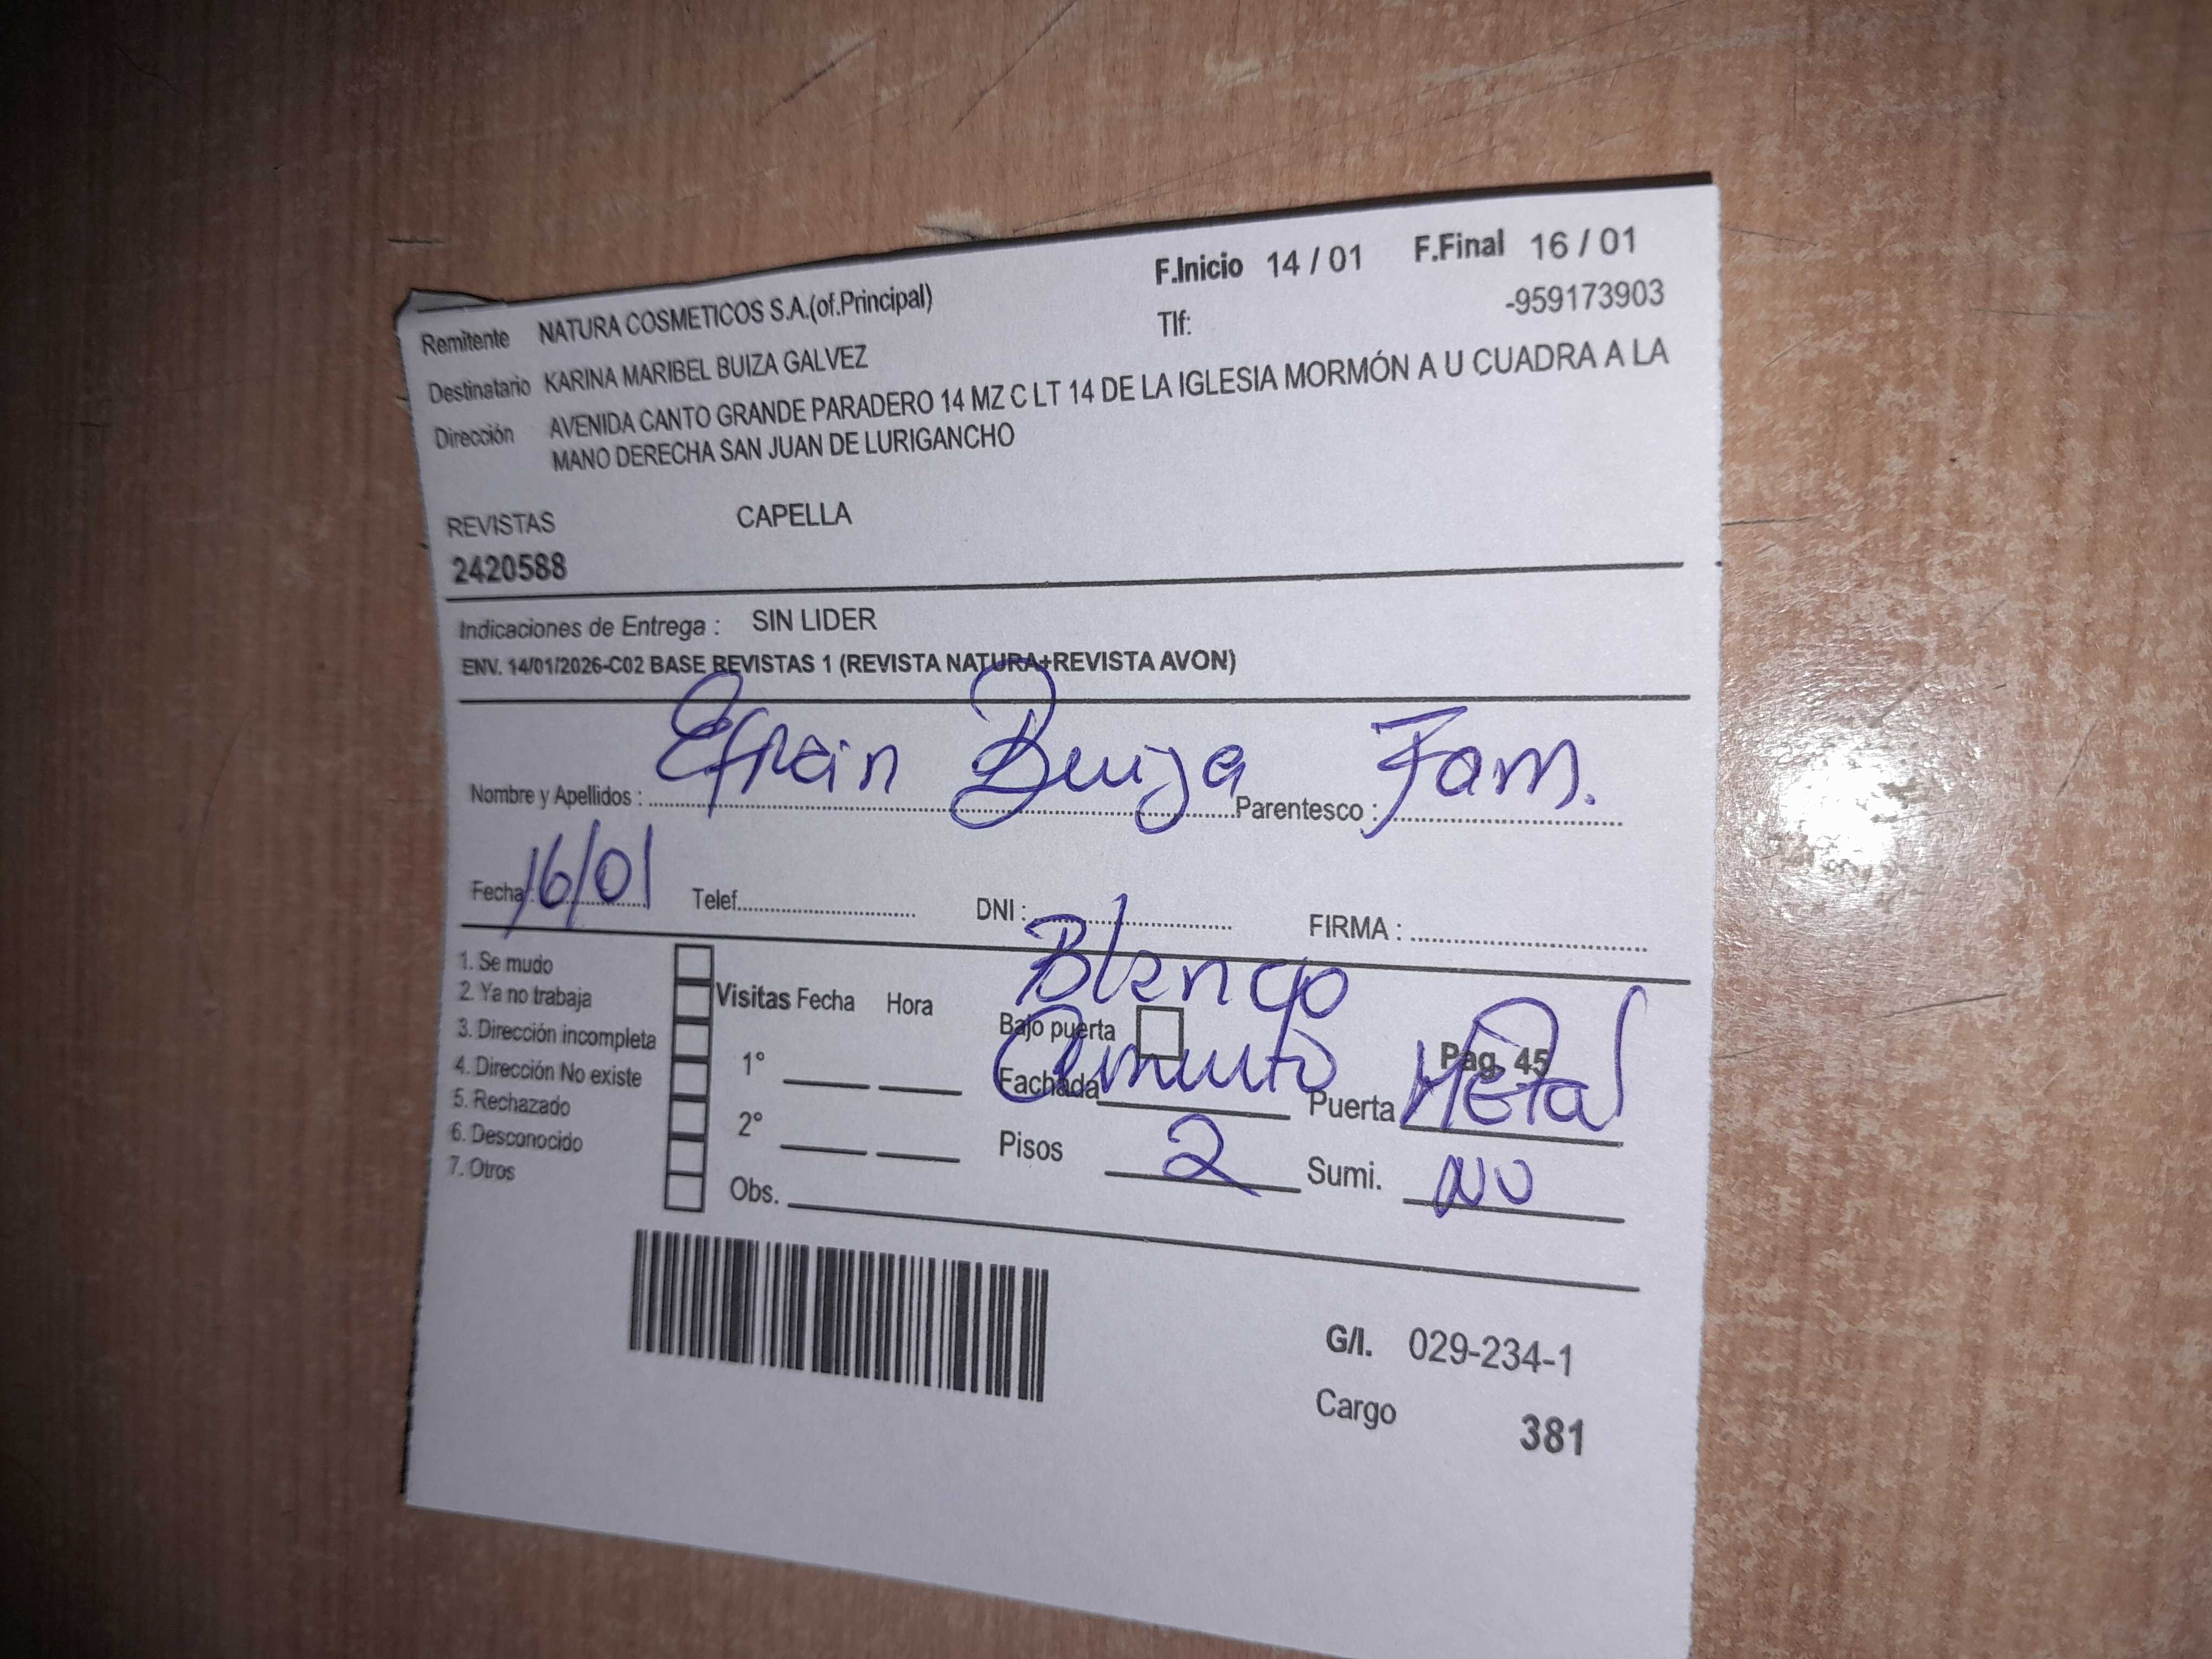 F.Inicio 14 / 01 F.Final 16 / 01
Remitente NATURA COSMETICOS S.A.(of.Principal) Tlf: -959173903
Destinatario KARINA MARIBEL BUIZA GALVEZ
Dirección AVENIDA CANTO GRANDE PARADERO 14 MZ C LT 14 DE LA IGLESIA MORMÓN A U CUADRA A LA
MANO DERECHA SAN JUAN DE LURIGANCHO
REVISTAS CAPELLA
2420588
Indicaciones de Entrega : SIN LIDER
ENV. 14/01/2026-C02 BASE REVISTAS 1 (REVISTA NATURA+REVISTA AVON)
Nombre y Apellidos : Efrain Buiza Parentesco : Fam.
Fecha : 16/01 Telef. DNI : FIRMA :
Blanco
1. Se mudo
2. Ya no trabaja
3. Dirección incompleta
4. Dirección No existe
5. Rechazado
6. Desconocido
7. Otros
Visitas Fecha Hora
1°
2°
Obs.
Bajo puerta Pag. 45
Fachada Cemento Puerta Metal
Pisos 2 Sumi. NO
G/I. 029-234-1
Cargo 381